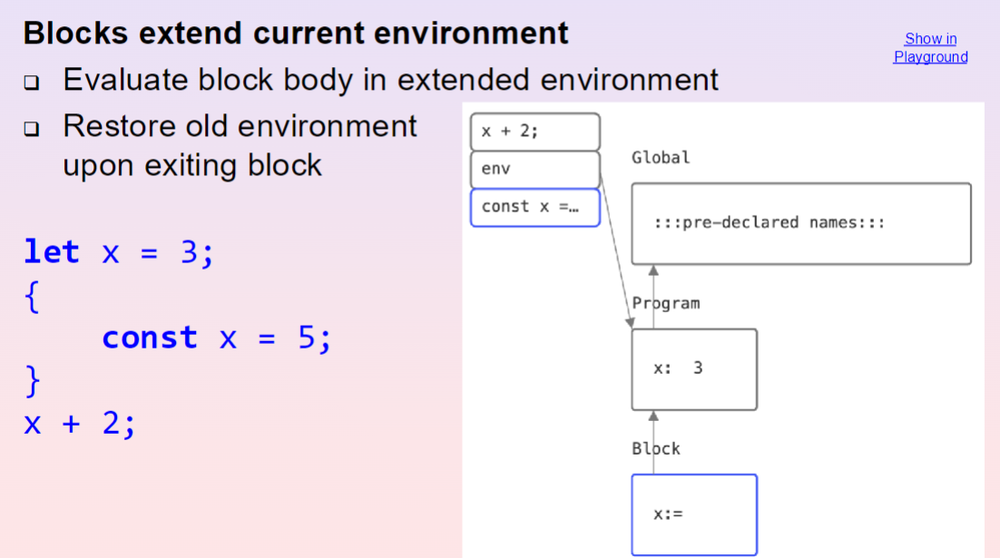 Blocks extend current environment
Show in
Playground
❑ Evaluate block body in extended environment
❑ Restore old environment
upon exiting block
let x = 3;
{
    const x = 5;
}
x + 2;
x + 2;
env
const x =…
Global
:::pre-declared names:::
Program
x: 3
Block
x:=